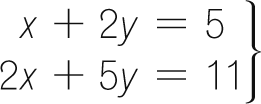 x + 2y = 5
2x + 5y = 11